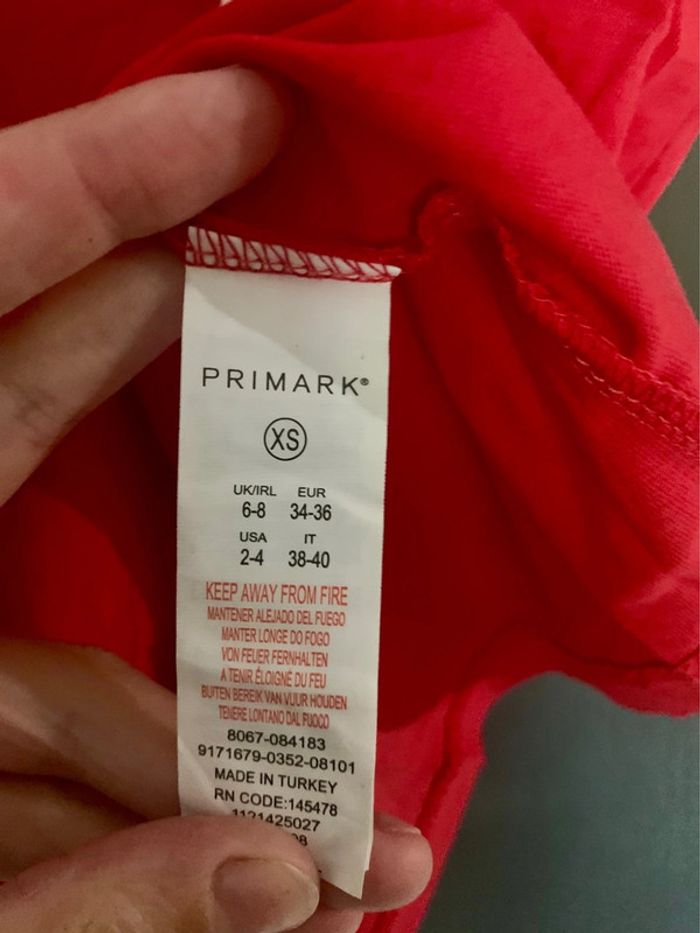 PRIMARK®
XS
UK/IRL EUR
6-8 34-36
USA IT
2-4 38-40
KEEP AWAY FROM FIRE
MANTENER ALEJADO DEL FUEGO
MANTER LONGE DO FOGO
VON FEUER FERNHALTEN
A TENIR ÉLOIGNÉ DU FEU
BUITEN BEREIK VAN VUUR HOUDEN
TENERE LONTANO DAL FUOCO
8067-084183
9171679-0352-08101
MADE IN TURKEY
RN CODE:145478
1121425027